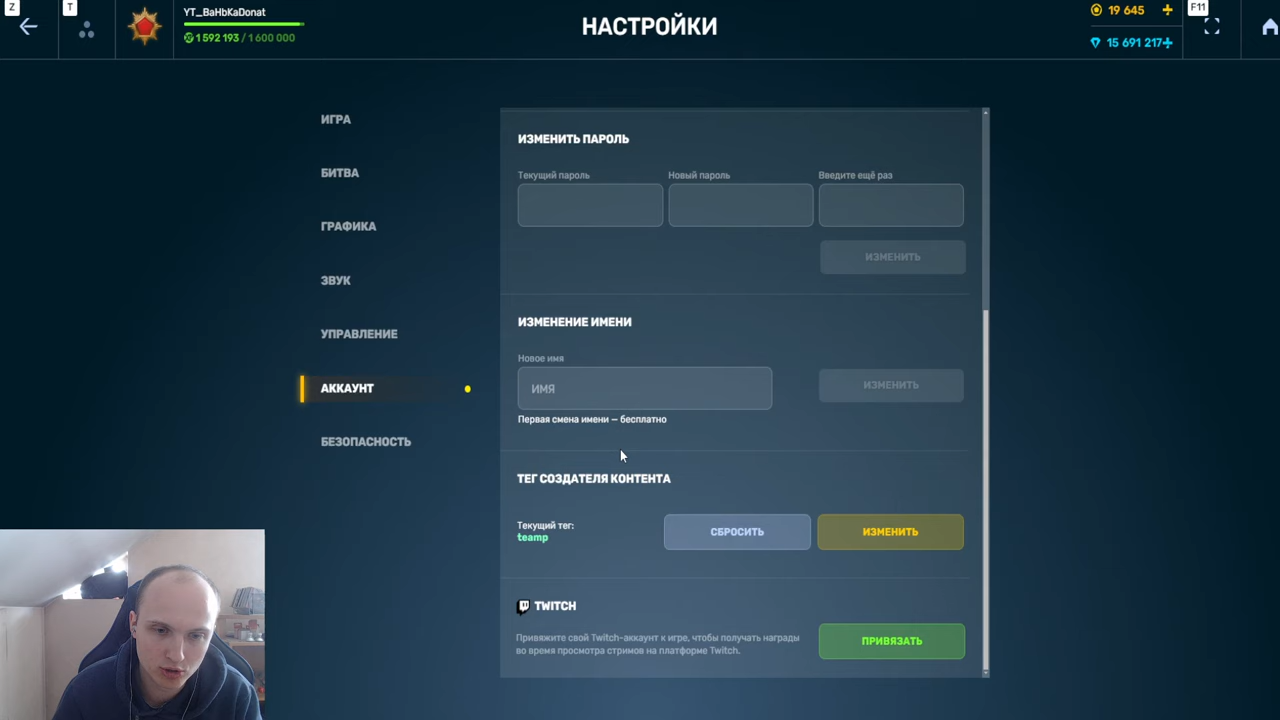 Z
T
YT_BaHbKaDonat
1 592 193 / 1 600 000
НАСТРОЙКИ
19 645
15 691 217
F11
ИГРА
БИТВА
ГРАФИКА
ЗВУК
УПРАВЛЕНИЕ
АККАУНТ
БЕЗОПАСНОСТЬ
ИЗМЕНИТЬ ПАРОЛЬ
Текущий пароль Новый пароль Введите ещё раз
ИЗМЕНИТЬ
ИЗМЕНЕНИЕ ИМЕНИ
Новое имя
ИМЯ ИЗМЕНИТЬ
Первая смена имени – бесплатно
ТЕГ СОЗДАТЕЛЯ КОНТЕНТА
Текущий тег:
teamp
СБРОСИТЬ ИЗМЕНИТЬ
TWITCH
Привяжите свой Twitch-аккаунт к игре, чтобы получать награды
во время просмотра стримов на платформе Twitch.
ПРИВЯЗАТЬ